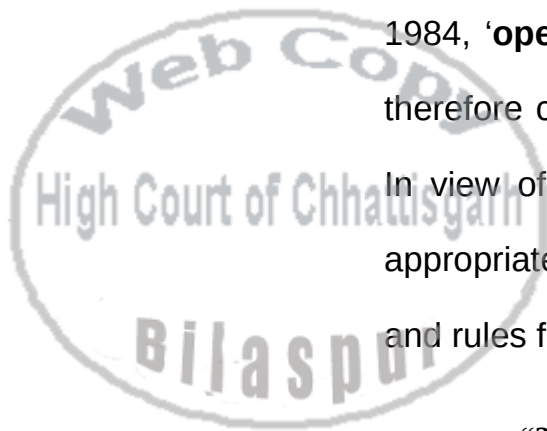 Web Copy
High Court of Chhattisgarh
Bilaspur
1984, ‘ope
therefore c
In view of
appropriate
and rules f
“